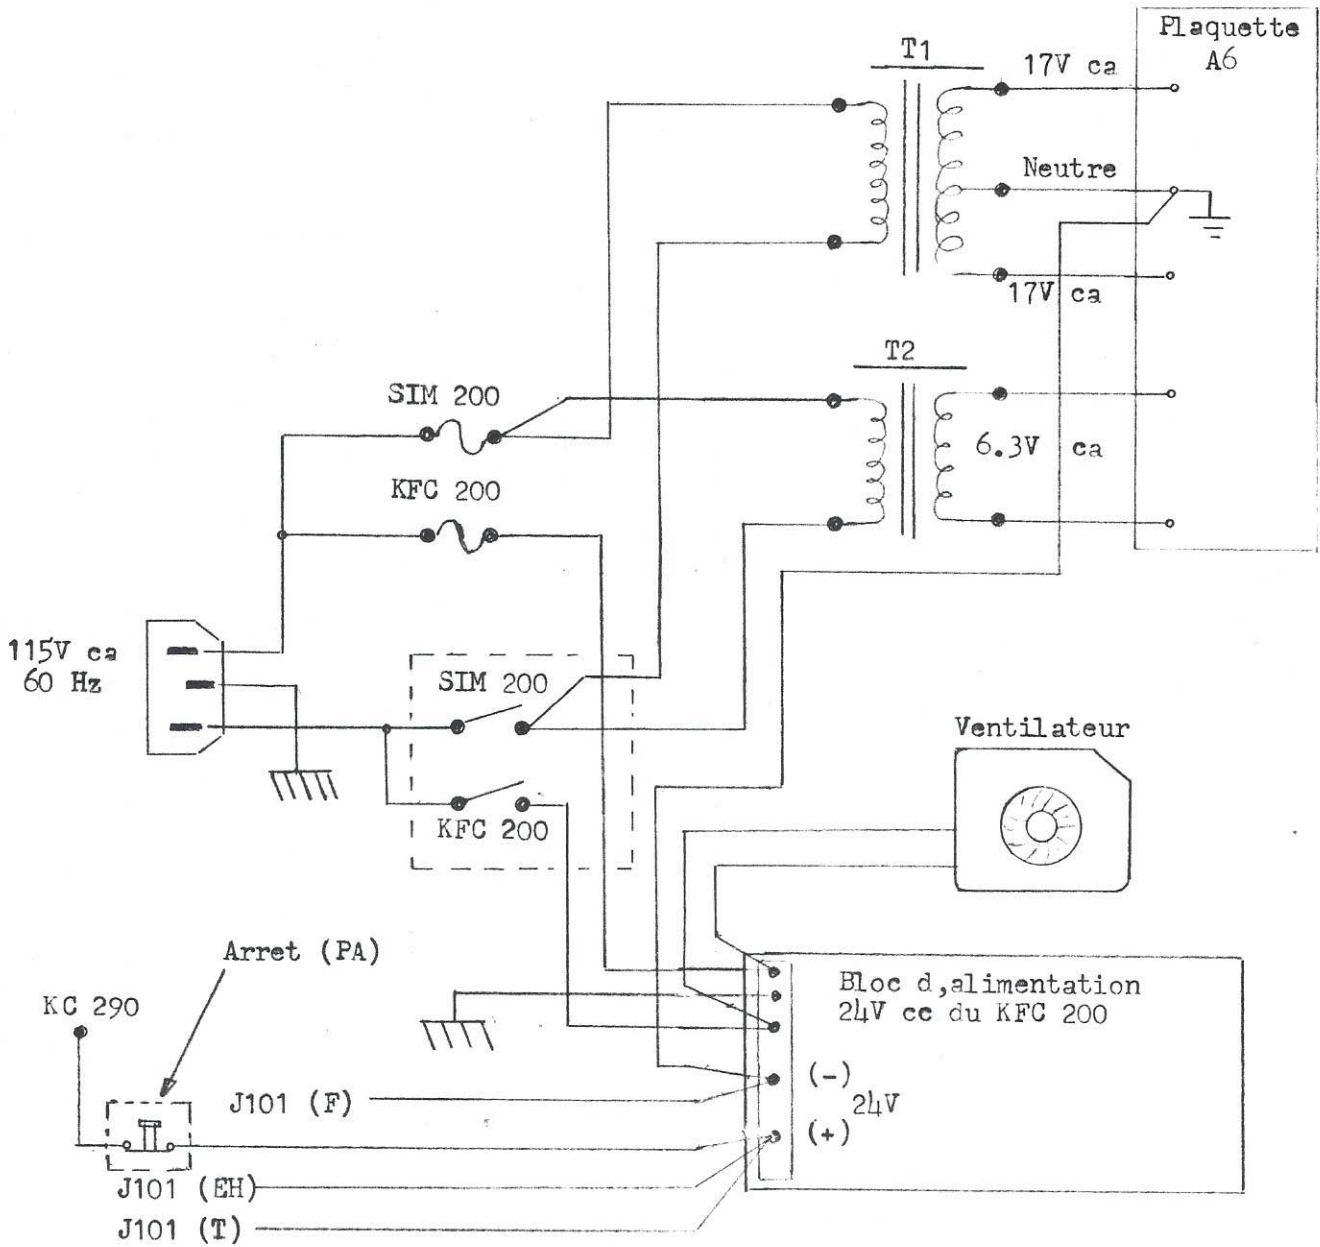 Plaquette
A6
T1
17V ca
Neutre
17V ca
T2
SIM 200
6.3V ca
KFC 200
115V ca
60 Hz
SIM 200
KFC 200
Ventilateur
Arret (PA)
KC 290
Bloc d,alimentation
24V cc du KFC 200
(-)
24V
(+)
J101 (F)
J101 (EH)
J101 (T)